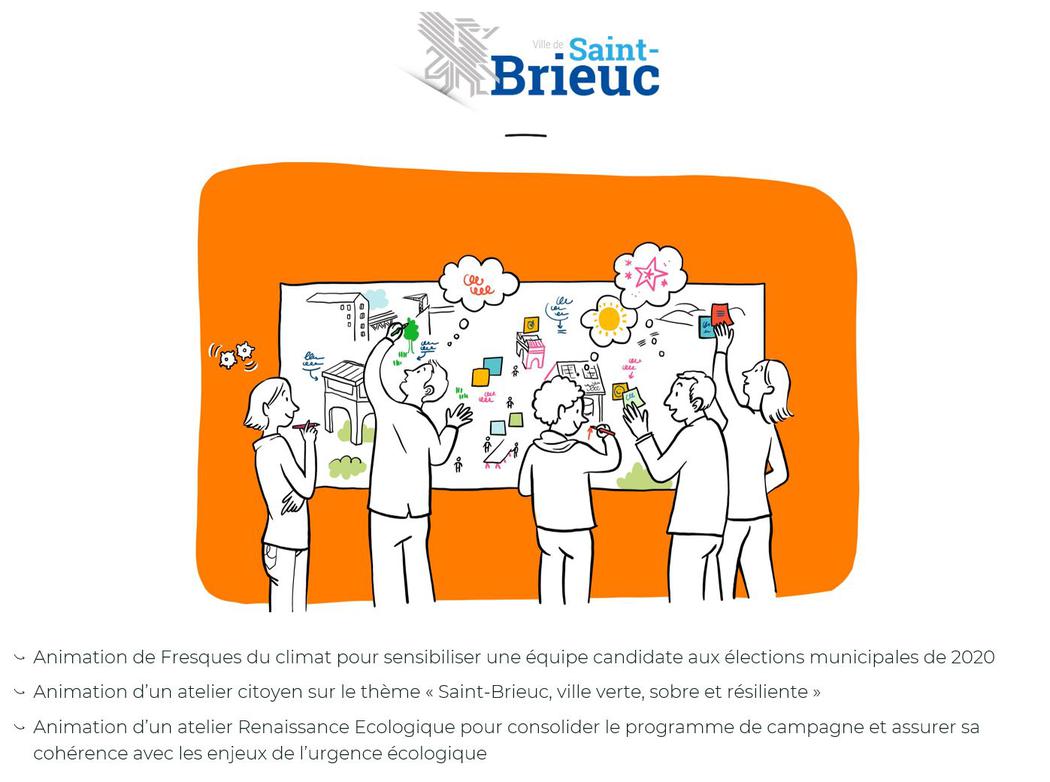 Ville de Saint-
Brieuc
Animation de Fresques du climat pour sensibiliser une équipe candidate aux élections municipales de 2020
Animation d’un atelier citoyen sur le thème « Saint-Brieuc, ville verte, sobre et résiliente »
Animation d’un atelier Renaissance Ecologique pour consolider le programme de campagne et assurer sa
cohérence avec les enjeux de l’urgence écologique